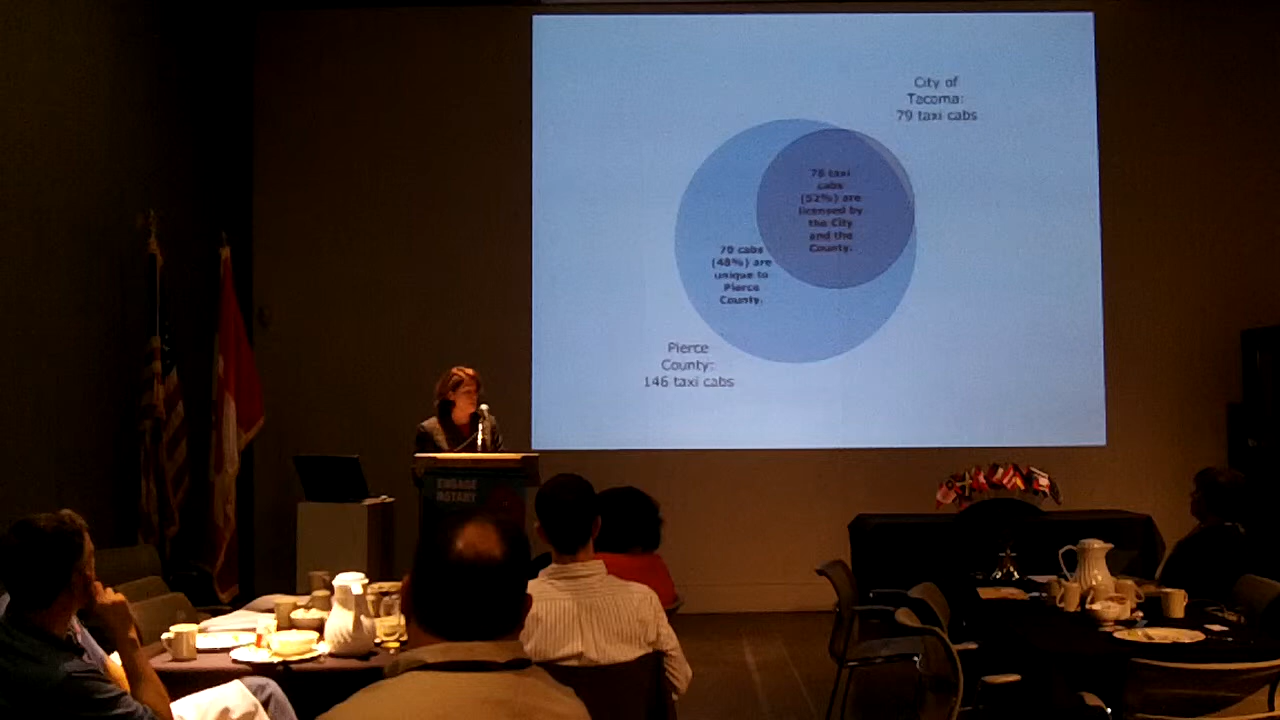 City of
Tacoma:
79 taxi cabs
76 taxi
cabs
(52%) are
licensed by
the City
and the
County.
70 cabs
(48%) are
unique to
Pierce
County.
Pierce
County:
146 taxi cabs
ENGAGE
ROTARY